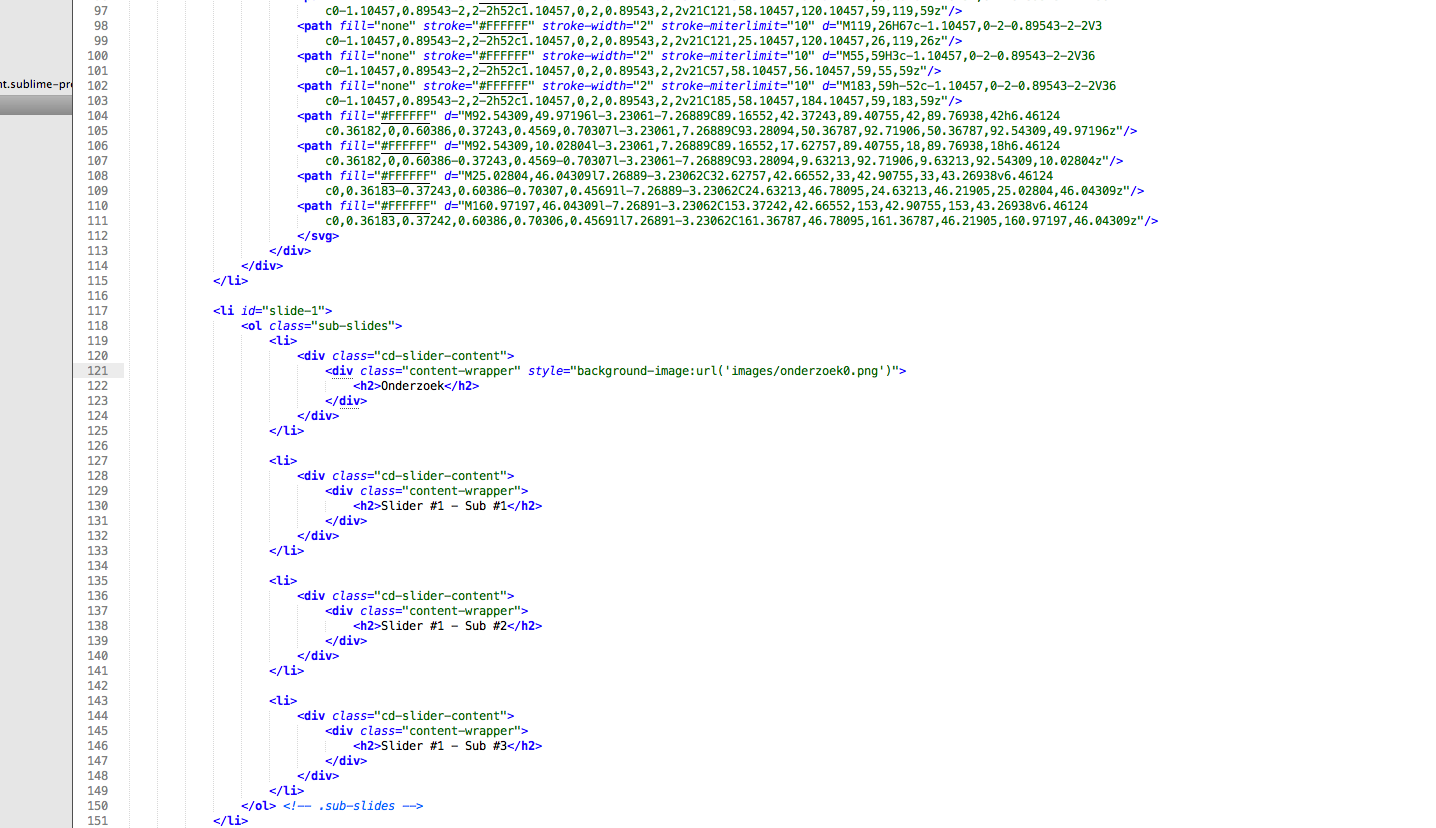 97 c0-1.10457,0.89543-2,2-2h52c1.10457,0,2,0.89543,2,2v21C121,58.10457,120.10457,59,119,59z"/>
98 <path fill="none" stroke="#FFFFFF" stroke-width="2" stroke-miterlimit="10" d="M119,26H67c-1.10457,0-2-0.89543-2-2V3
99 c0-1.10457,0.89543-2,2-2h52c1.10457,0,2,0.89543,2,2v21C121,25.10457,120.10457,26,119,26z"/>
nt.sublime-pro
100 <path fill="none" stroke="#FFFFFF" stroke-width="2" stroke-miterlimit="10" d="M55,59H3c-1.10457,0-2-0.89543-2-2V36
101 c0-1.10457,0.89543-2,2-2h52c1.10457,0,2,0.89543,2,2v21C57,58.10457,56.10457,59,55,59z"/>
102 <path fill="none" stroke="#FFFFFF" stroke-width="2" stroke-miterlimit="10" d="M183,59h-52c-1.10457,0-2-0.89543-2-2V36
103 c0-1.10457,0.89543-2,2-2h52c1.10457,0,2,0.89543,2,2v21C185,58.10457,184.10457,59,183,59z"/>
104 <path fill="#FFFFFF" d="M92.54309,49.97196l-3.23061-7.26889C89.16552,42.37243,89.40755,42,89.76938,42h6.46124
105 c0.36182,0,0.60386,0.37243,0.4569,0.70307l-3.23061,7.26889C93.28094,50.36787,92.71906,50.36787,92.54309,49.97196z"/>
106 <path fill="#FFFFFF" d="M92.54309,10.02804l-3.23061,7.26889C89.16552,17.62757,89.40755,18,89.76938,18h6.46124
107 c0.36182,0,0.60386-0.37243,0.4569-0.70307l-3.23061-7.26889C93.28094,9.63213,92.71906,9.63213,92.54309,10.02804z"/>
108 <path fill="#FFFFFF" d="M25.02804,46.04309l7.26889-3.23062C32.62757,42.66552,33,42.90755,33,43.26938v6.46124
109 c0,0.36183-0.37243,0.60386-0.70307,0.45691l-7.26889-3.23062C24.63213,46.78095,24.63213,46.21905,25.02804,46.04309z"/>
110 <path fill="#FFFFFF" d="M160.97197,46.04309l-7.26891-3.23062C153.37242,42.66552,153,42.90755,153,43.26938v6.46124
111 c0,0.36183,0.37242,0.60386,0.70306,0.45691l7.26891-3.23062C161.36787,46.78095,161.36787,46.21905,160.97197,46.04309z"/>
112 </svg>
113 </div>
114 </div>
115 </li>
116
117 <li id="slide-1">
118 <ol class="sub-slides">
119 <li>
120 <div class="cd-slider-content">
121 <div class="content-wrapper" style="background-image:url('images/onderzoek0.png')">
122 <h2>Onderzoek</h2>
123 </div>
124 </div>
125 </li>
126
127 <li>
128 <div class="cd-slider-content">
129 <div class="content-wrapper">
130 <h2>Slider #1 - Sub #1</h2>
131 </div>
132 </div>
133 </li>
134
135 <li>
136 <div class="cd-slider-content">
137 <div class="content-wrapper">
138 <h2>Slider #1 - Sub #2</h2>
139 </div>
140 </div>
141 </li>
142
143 <li>
144 <div class="cd-slider-content">
145 <div class="content-wrapper">
146 <h2>Slider #1 - Sub #3</h2>
147 </div>
148 </div>
149 </li>
150 </ol> <!-- .sub-slides -->
151 </li>